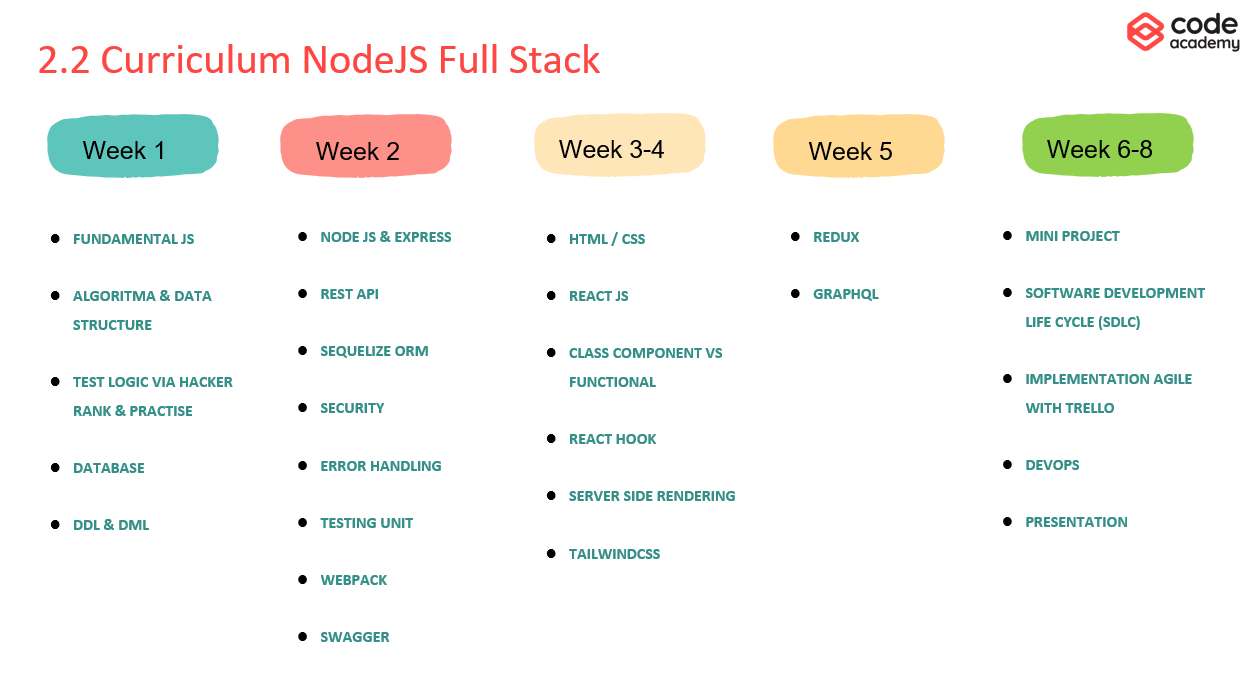 code
academy
2.2 Curriculum NodeJS Full Stack
Week 1
FUNDAMENTAL JS
ALGORITMA & DATA
STRUCTURE
TEST LOGIC VIA HACKER
RANK & PRACTISE
DATABASE
DDL & DML
Week 2
NODE JS & EXPRESS
REST API
SEQUELIZE ORM
SECURITY
ERROR HANDLING
TESTING UNIT
WEBPACK
SWAGGER
Week 3-4
HTML / CSS
REACT JS
CLASS COMPONENT VS
FUNCTIONAL
REACT HOOK
SERVER SIDE RENDERING
TAILWINDCSS
Week 5
REDUX
GRAPHQL
Week 6-8
MINI PROJECT
SOFTWARE DEVELOPMENT
LIFE CYCLE (SDLC)
IMPLEMENTATION AGILE
WITH TRELLO
DEVOPS
PRESENTATION